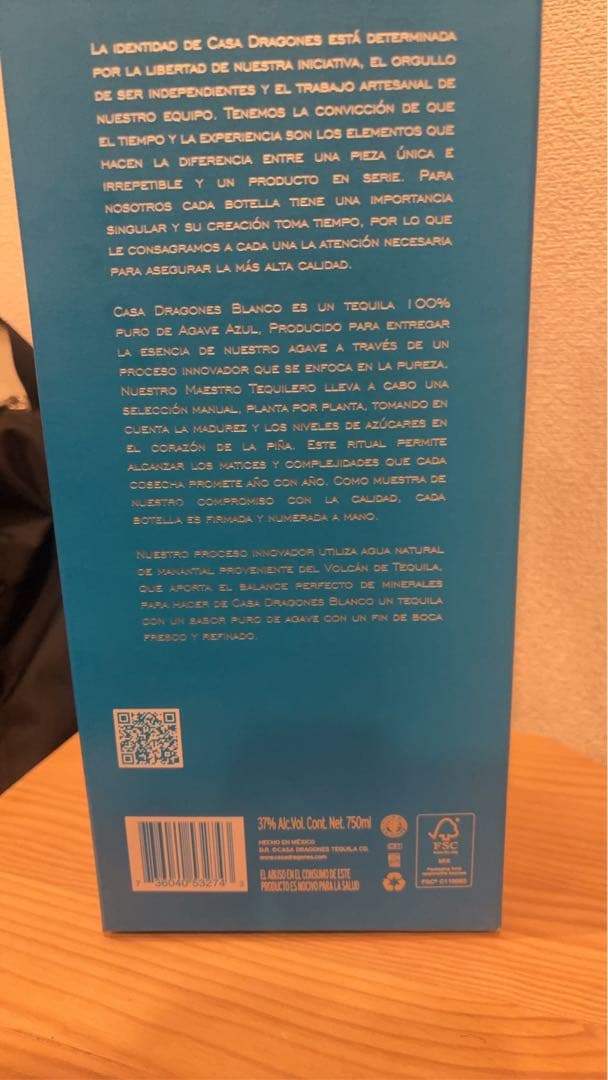 LA IDENTIDAD DE CASA DRAGONES ESTÁ DETERMINADA
POR LA LIBERTAD DE NUESTRA INICIATIVA, EL ORGULLO
DE SER INDEPENDIENTES Y EL TRABAJO ARTESANAL DE
NUESTRO EQUIPO. TENEMOS LA CONVICCIÓN DE QUE
EL TIEMPO Y LA EXPERIENCIA SON LOS ELEMENTOS QUE
HACEN LA DIFERENCIA ENTRE UNA PIEZA ÚNICA E
IRREPETIBLE Y UN PRODUCTO EN SERIE. PARA
NOSOTROS CADA BOTELLA TIENE UNA IMPORTANCIA
SINGULAR Y SU CREACIÓN TOMA TIEMPO, POR LO QUE
LE CONSAGRAMOS A CADA UNA LA ATENCIÓN NECESARIA
PARA ASEGURAR LA MÁS ALTA CALIDAD.
CASA DRAGONES BLANCO ES UN TEQUILA 100%
PURO DE AGAVE AZUL, PRODUCIDO PARA ENTREGAR
LA ESENCIA DE NUESTRO AGAVE A TRAVÉS DE UN
PROCESO INNOVADOR QUE SE ENFOCA EN LA PUREZA.
NUESTRO MAESTRO TEQUILERO LLEVA A CABO UNA
SELECCIÓN MANUAL, PLANTA POR PLANTA, TOMANDO EN
CUENTA LA MADUREZ Y LOS NIVELES DE AZÚCARES EN
EL CORAZÓN DE LA PIÑA. ESTE RITUAL PERMITE
ALCANZAR LOS MATICES Y COMPLEJIDADES QUE CADA
COSECHA PROMETE AÑO CON AÑO. COMO MUESTRA DE
NUESTRO COMPROMISO CON LA CALIDAD, CADA
BOTELLA ES FIRMADA Y NUMERADA A MANO.
NUESTRO PROCESO INNOVADOR UTILIZA AGUA NATURAL
DE MANANTIAL PROVENIENTE DEL VOLCÁN DE TEQUILA,
QUE APORTA EL BALANCE PERFECTO DE MINERALES
PARA HACER DE CASA DRAGONES BLANCO UN TEQUILA
CON UN SABOR PURO DE AGAVE CON UN FIN DE BOCA
FRESCO Y REFINADO.
37% Alc.Vol. Cont. Net. 750ml
HECHO EN MÉXICO
D.R. ©CASA DRAGONES TEQUILA CO.
www.casadragones.com
EL ABUSO EN EL CONSUMO DE ESTE
PRODUCTO ES NOCIVO PARA LA SALUD
7 36040 53274 3
FSC
MIX
Packaging from
responsible sources